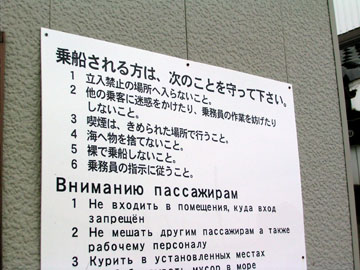 乗船される方は、次のことを守って下さい。
1 立入禁止の場所へ入らないこと。
2 他の乗客に迷惑をかけたり、乗務員の作業を妨げたり
しないこと。
3 喫煙は、きめられた場所で行うこと。
4 海へ物を捨てないこと。
5 裸で乗船しないこと。
6 乗務員の指示に従うこと。
Вниманию пассажирам
1 Не входить в помещения, куда вход
запрещён
2 Не мешать другим пассажирам а также
рабочему персоналу
3 Курить в установленных местах
мусор в море